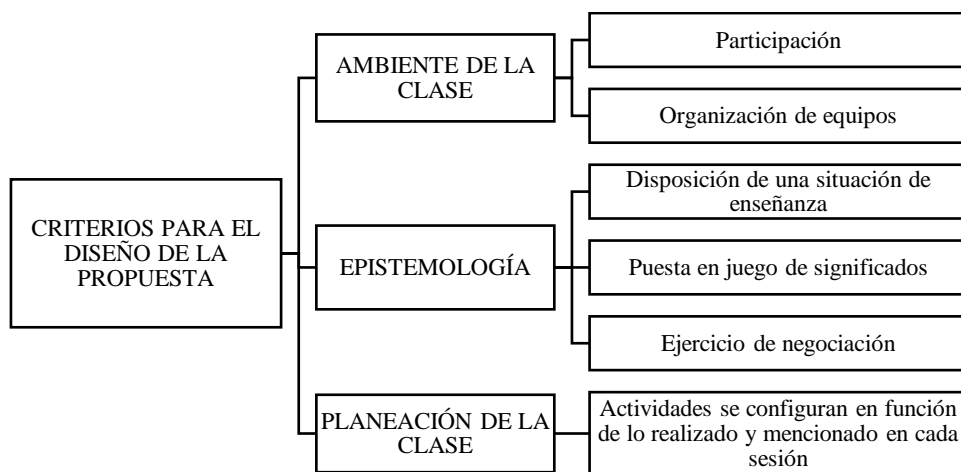 CRITERIOS PARA EL
DISEÑO DE LA
PROPUESTA
AMBIENTE DE LA
CLASE
Participación
Organización de equipos
EPISTEMOLOGÍA
Disposición de una situación de
enseñanza
Puesta en juego de significados
Ejercicio de negociación
PLANEACIÓN DE LA
CLASE
Actividades se configuran en función
de lo realizado y mencionado en cada
sesión